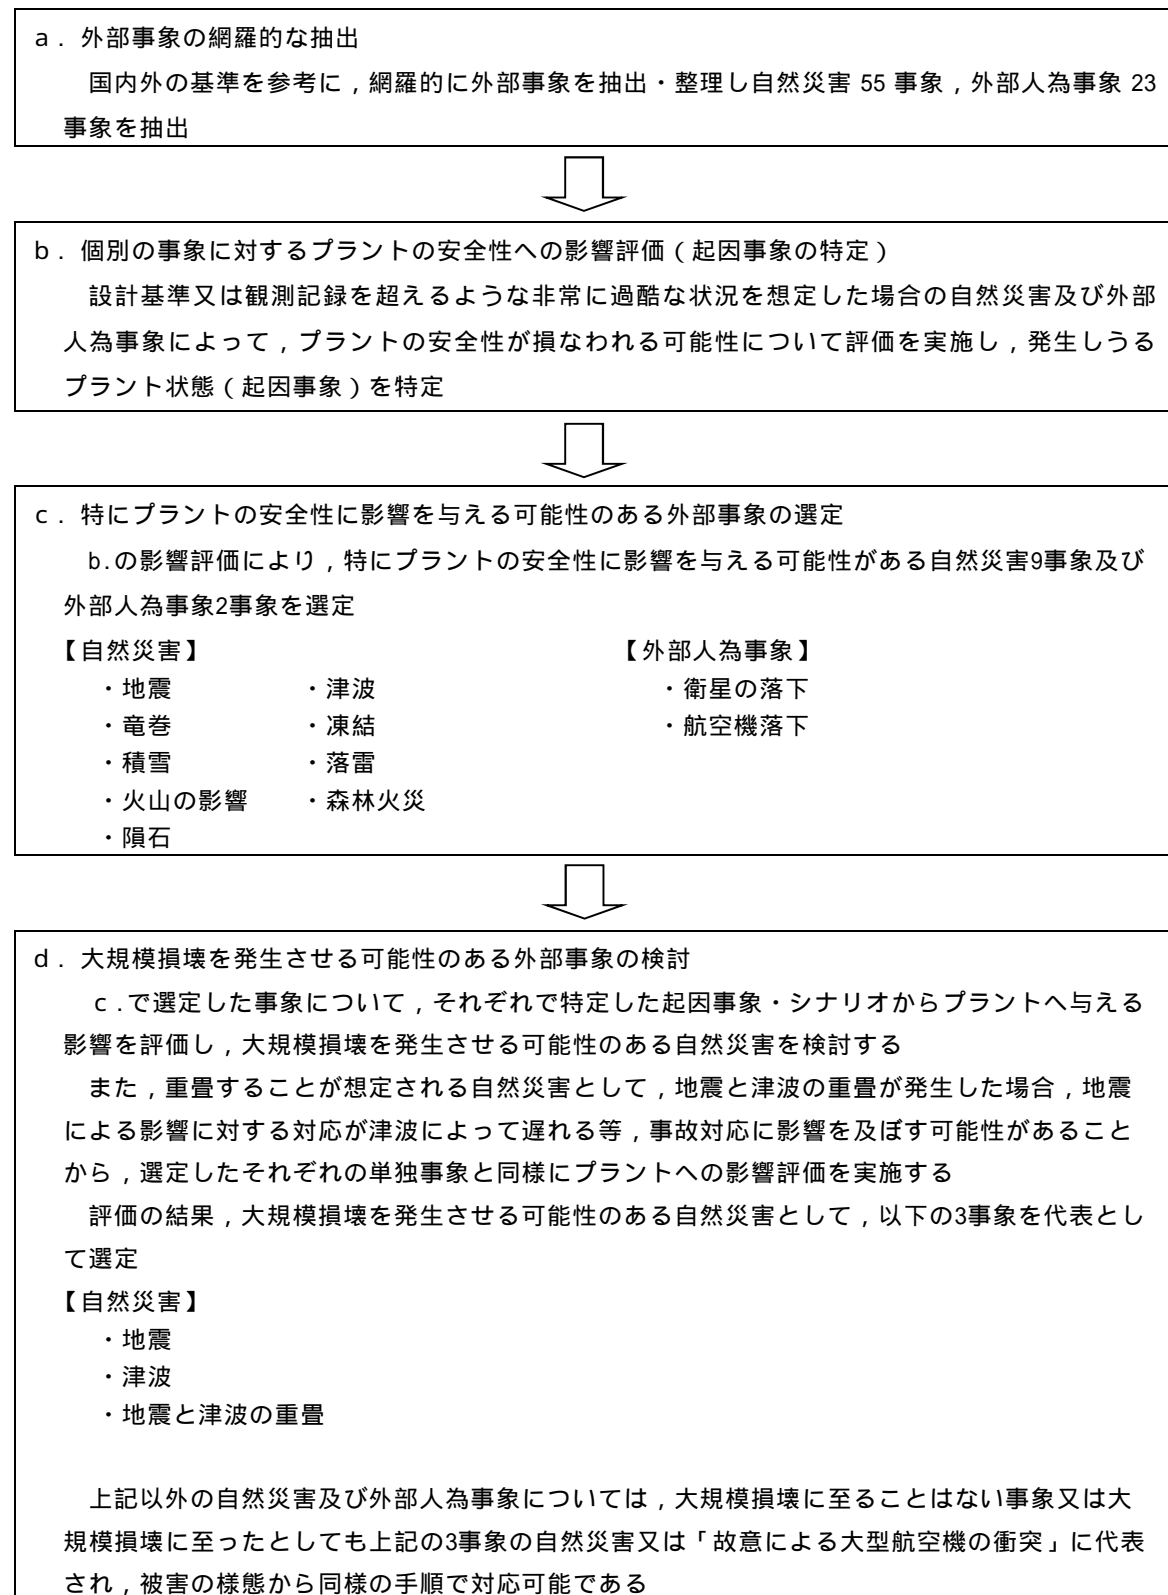 a．外部事象の網羅的な抽出
国内外の基準を参考に，網羅的に外部事象を抽出・整理し自然災害 55 事象，外部人為事象 23
事象を抽出
b．個別の事象に対するプラントの安全性への影響評価（起因事象の特定）
設計基準又は観測記録を超えるような非常に過酷な状況を想定した場合の自然災害及び外部
人為事象によって，プラントの安全性が損なわれる可能性について評価を実施し，発生しうる
プラント状態（起因事象）を特定
c．特にプラントの安全性に影響を与える可能性のある外部事象の選定
b.の影響評価により，特にプラントの安全性に影響を与える可能性がある自然災害9事象及び
外部人為事象2事象を選定
【自然災害】 【外部人為事象】
・地震 ・津波 ・衛星の落下
・竜巻 ・凍結 ・航空機落下
・積雪 ・落雷
・火山の影響 ・森林火災
・隕石
d．大規模損壊を発生させる可能性のある外部事象の検討
c．で選定した事象について，それぞれで特定した起因事象・シナリオからプラントへ与える
影響を評価し，大規模損壊を発生させる可能性のある自然災害を検討する
また，重畳することが想定される自然災害として，地震と津波の重畳が発生した場合，地震
による影響に対する対応が津波によって遅れる等，事故対応に影響を及ぼす可能性があること
から，選定したそれぞれの単独事象と同様にプラントへの影響評価を実施する
評価の結果，大規模損壊を発生させる可能性のある自然災害として，以下の3事象を代表とし
て選定
【自然災害】
・地震
・津波
・地震と津波の重畳
上記以外の自然災害及び外部人為事象については，大規模損壊に至ることはない事象又は大
規模損壊に至ったとしても上記の3事象の自然災害又は「故意による大型航空機の衝突」に代表
され，被害の様態から同様の手順で対応可能である